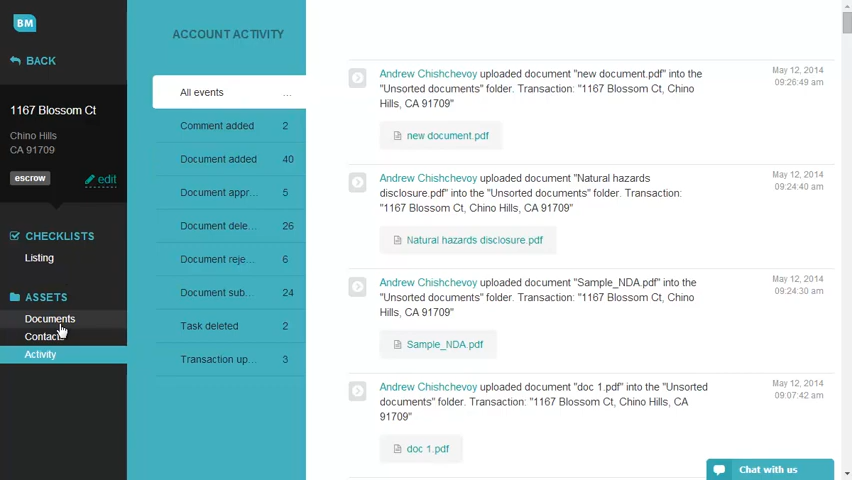 BM
BACK
1167 Blossom Ct
Chino Hills
CA 91709
escrow
edit
CHECKLISTS
Listing
ASSETS
Documents
Contacts
Activity
ACCOUNT ACTIVITY
All events ...
Comment added 2
Document added 40
Document appr... 5
Document dele... 26
Document reje... 6
Document sub... 24
Task deleted 2
Transaction up... 3
Andrew Chishchevoy uploaded document "new document.pdf" into the
"Unsorted documents" folder. Transaction: "1167 Blossom Ct, Chino
Hills, CA 91709"
May 12, 2014
09:26:49 am
new document.pdf
Andrew Chishchevoy uploaded document "Natural hazards
disclosure.pdf" into the "Unsorted documents" folder. Transaction:
"1167 Blossom Ct, Chino Hills, CA 91709"
May 12, 2014
09:24:40 am
Natural hazards disclosure.pdf
Andrew Chishchevoy uploaded document "Sample_NDA.pdf" into the
"Unsorted documents" folder. Transaction: "1167 Blossom Ct, Chino
Hills, CA 91709"
May 12, 2014
09:24:30 am
Sample_NDA.pdf
Andrew Chishchevoy uploaded document "doc 1.pdf" into the "Unsorted
documents" folder. Transaction: "1167 Blossom Ct, Chino Hills, CA
91709"
May 12, 2014
09:07:42 am
doc 1.pdf
Chat with us